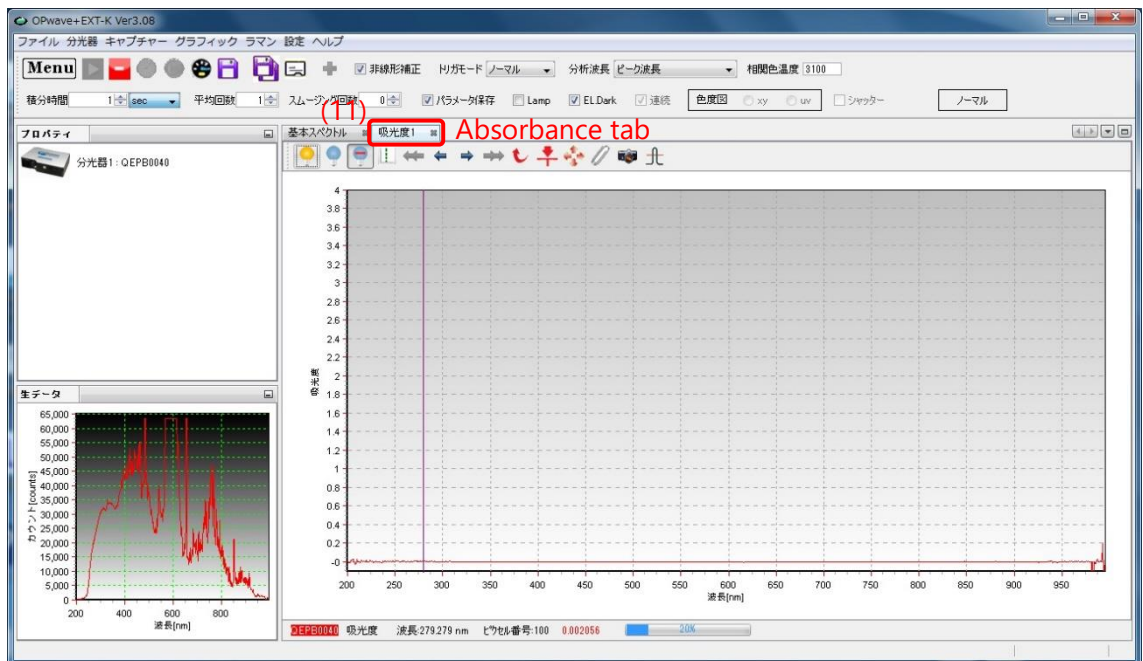 OPwave+EXT-K Ver3.08
ファイル 分光器 キャプチャー グラフィック ラマン 設定 ヘルプ
Menu 非線形補正 トリガモード ノーマル 分析波長 ピーク波長 相関色温度 3100
積分時間 1 sec 平均回数 1 スムージング回数 0 パラメータ保存 Lamp EL.Dark 連続 色度図 xy uv シャッター ノーマル
(11)
プロパティ
基本スペクトル 吸光度1 Absorbance tab
分光器1 : QEPB0040
4
3.8
3.6
3.4
3.2
3
2.8
2.6
2.4
2.2
2
1.8
1.6
1.4
1.2
1
0.8
0.6
0.4
0.2
-0
吸光度
200 250 300 350 400 450 500 550 600 650 700 750 800 850 900 950
波長[nm]
生データ
65,000
60,000
55,000
50,000
45,000
40,000
35,000
30,000
25,000
20,000
15,000
10,000
5,000
0
カウント[counts]
200 400 600 800
波長[nm]
QEPB0040 吸光度 波長:279.279 nm ピクセル番号:100 0.002056 20%